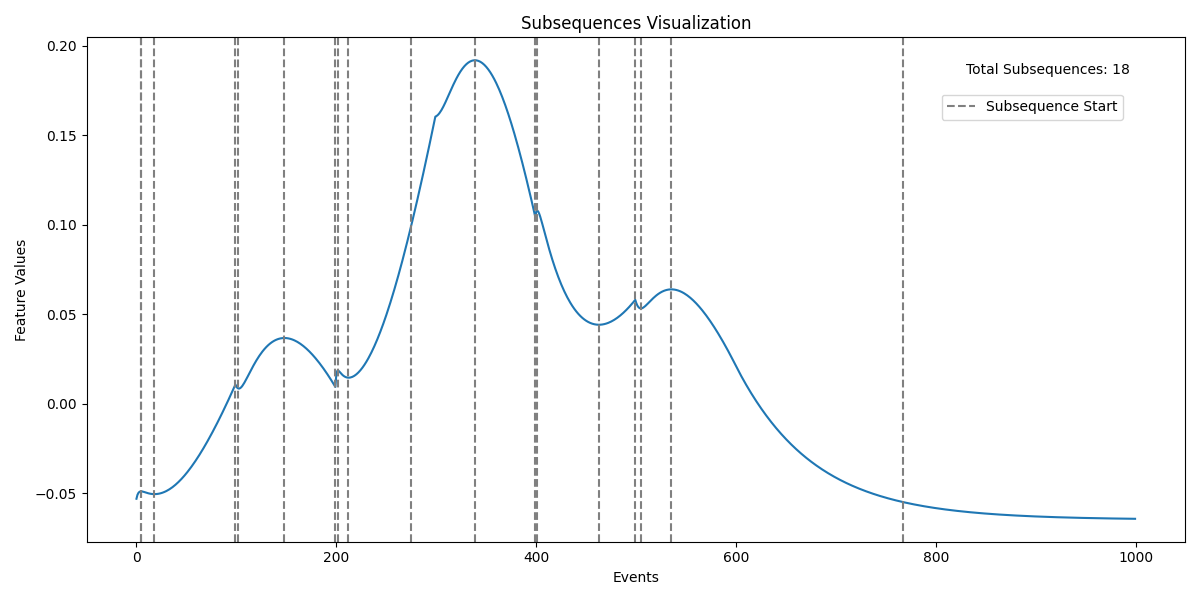 Subsequences Visualization
Total Subsequences: 18
Subsequence Start
Feature Values
0.20
0.15
0.10
0.05
0.00
−0.05
0
200
400
600
800
1000
Events